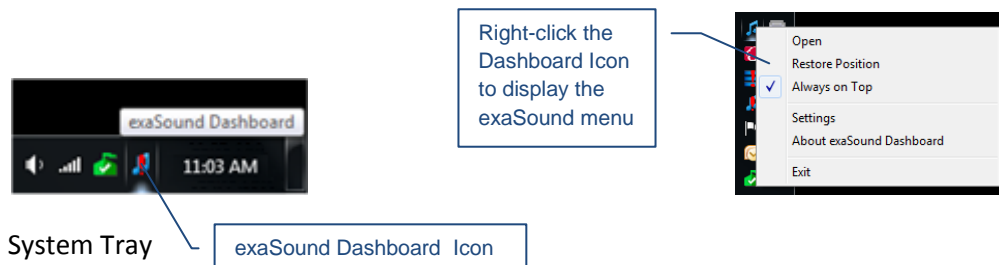 Right-click the
Dashboard Icon
to display the
exaSound menu
Open
Restore Position
Always on Top
Settings
About exaSound Dashboard
Exit
exaSound Dashboard
11:03 AM
System Tray
exaSound Dashboard Icon